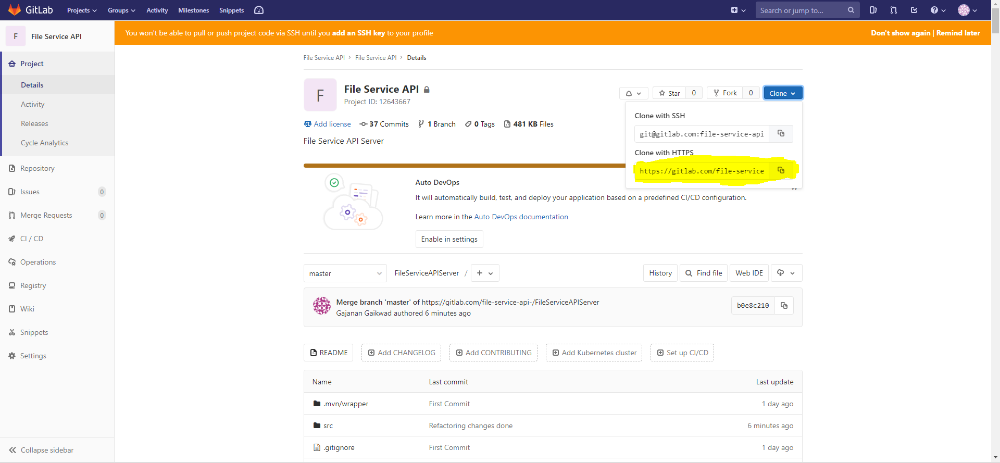 GitLab Projects Groups Activity Milestones Snippets Search or jump to...
F File Service API
You won't be able to pull or push project code via SSH until you add an SSH key to your profile Don't show again | Remind later
Project
Details
Activity
Releases
Cycle Analytics
Repository
Issues 0
Merge Requests 0
CI / CD
Operations
Registry
Wiki
Snippets
Settings
Collapse sidebar
File Service API > File Service API > Details
F
File Service API
Project ID: 12643667
Star 0 Fork 0 Clone
Add license 37 Commits 1 Branch 0 Tags 481 KB Files
File Service API Server
Clone with SSH
git@gitlab.com:file-service-api
Clone with HTTPS
https://gitlab.com/file-service
Auto DevOps
It will automatically build, test, and deploy your application based on a predefined CI/CD configuration.
Learn more in the Auto DevOps documentation
Enable in settings
master FileServiceAPIServer / + History Find file Web IDE
Merge branch 'master' of https://gitlab.com/file-service-api-/FileServiceAPIServer
Gajanan Gaikwad authored 6 minutes ago
b0e8c210
README Add CHANGELOG Add CONTRIBUTING Add Kubernetes cluster Set up CI/CD
Name Last commit Last update
.mvn/wrapper First Commit 1 day ago
src Refactoring changes done 6 minutes ago
.gitignore First Commit 1 day ago